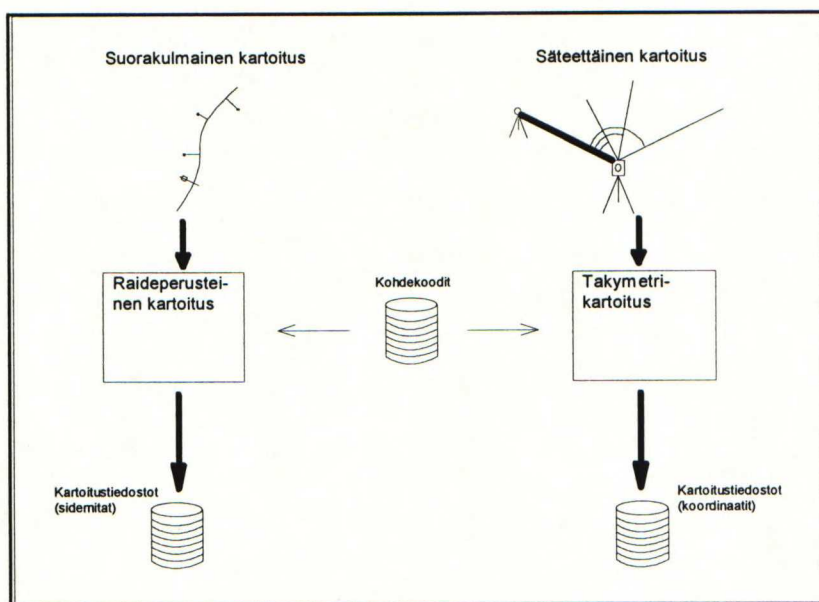 Suorakulmainen kartoitus
Säteettäinen kartoitus
Raideperustei-
nen kartoitus
Kohdekoodit
Takymetri-
kartoitus
Kartoitustiedostot
(sidemitat)
Kartoitustiedostot
(koordinaatit)